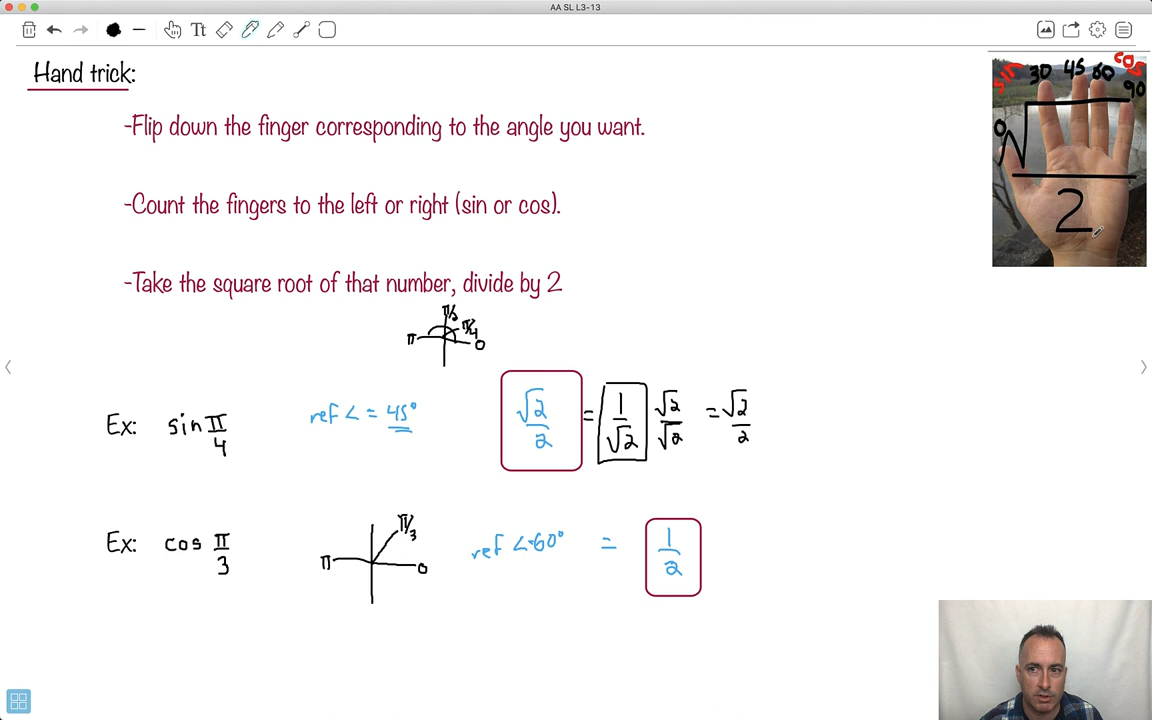 AA SL L3-13
Tt
Hand trick:
sin 30 45 60 cos
90
0
2
-Flip down the finger corresponding to the angle you want.
-Count the fingers to the left or right (sin or cos).
-Take the square root of that number, divide by 2
π/2
π π/4 0
Ex: sin π/4 ref ∠ = 45° √2/2 = 1/√2 √2/√2 = √2/2
π/3
Ex: cos π/3 π 0 ref ∠=60° = 1/2